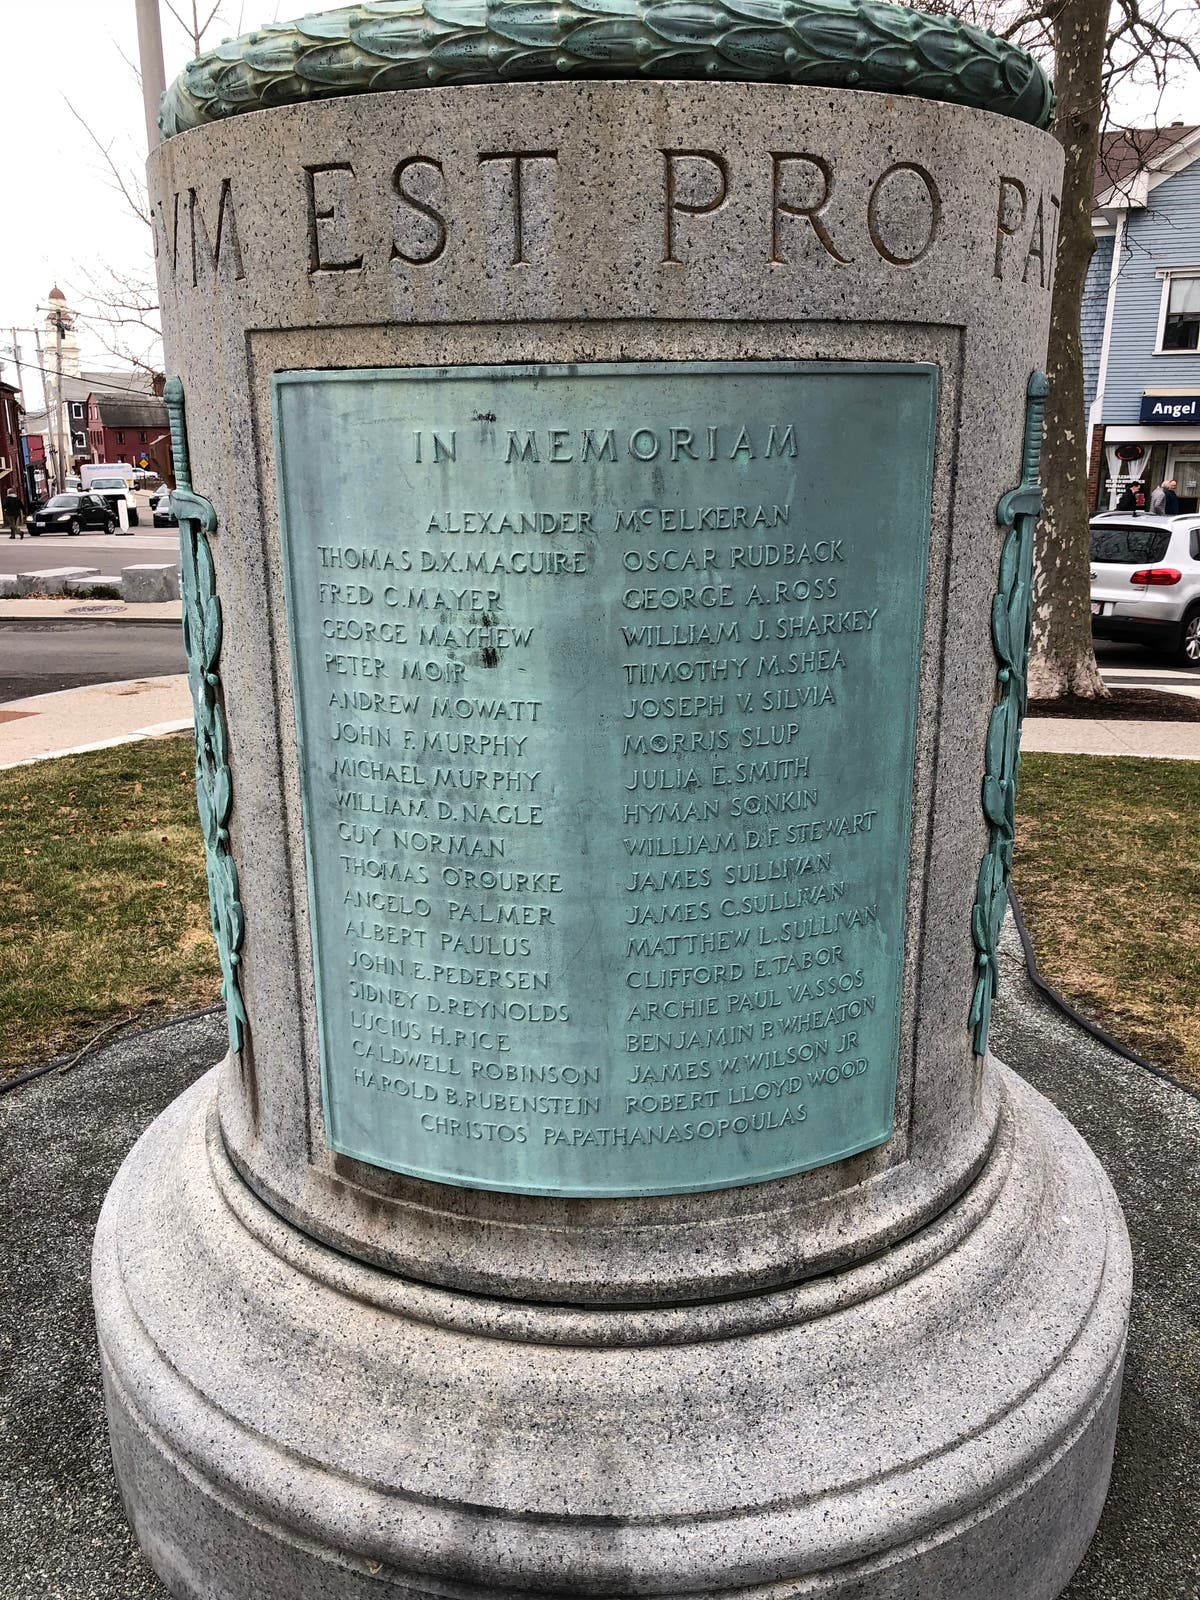 EST PRO
IN MEMORIAM
ALEXANDER McELKERAN
THOMAS D.X.MAGUIRE OSCAR RUDBACK
FRED C.MAYER GEORGE A.ROSS
GEORGE MAYHEW WILLIAM J. SHARKEY
PETER MOIR TIMOTHY M.SHEA
ANDREW MOWATT JOSEPH V. SILVIA
JOHN F.MURPHY MORRIS SLUP
MICHAEL MURPHY JULIA E.SMITH
WILLIAM D.NAGLE HYMAN SONKIN
GUY NORMAN WILLIAM D.F. STEWART
THOMAS O'ROURKE JAMES SULLIVAN
ANGELO PALMER JAMES C.SULLIVAN
ALBERT PAULUS MATTHEW L.SULLIVAN
JOHN E.PEDERSEN CLIFFORD E.TABOR
SIDNEY D.REYNOLDS ARCHIE PAUL VASSOS
LUCIUS H.RICE BENJAMIN P.WHEATON
CALDWELL ROBINSON JAMES W.WILSON JR
HAROLD B.RUBENSTEIN ROBERT LLOYD WOOD
CHRISTOS PAPATHANASOPOULAS
Angel